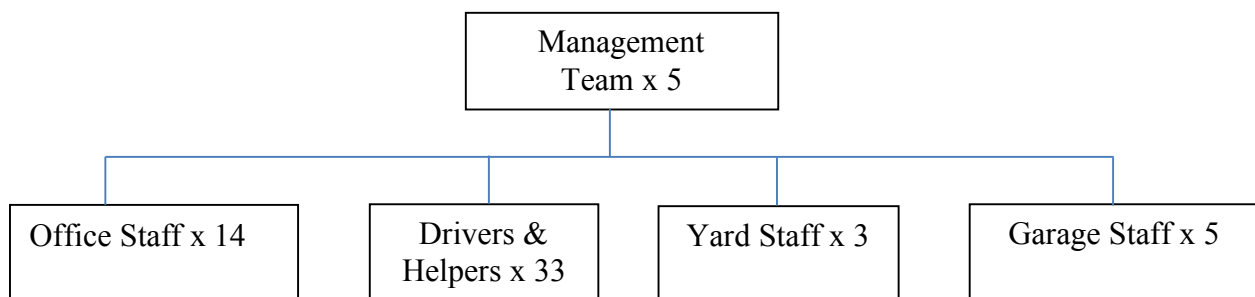 Management
Team x 5
Office Staff x 14
Drivers &
Helpers x 33
Yard Staff x 3
Garage Staff x 5